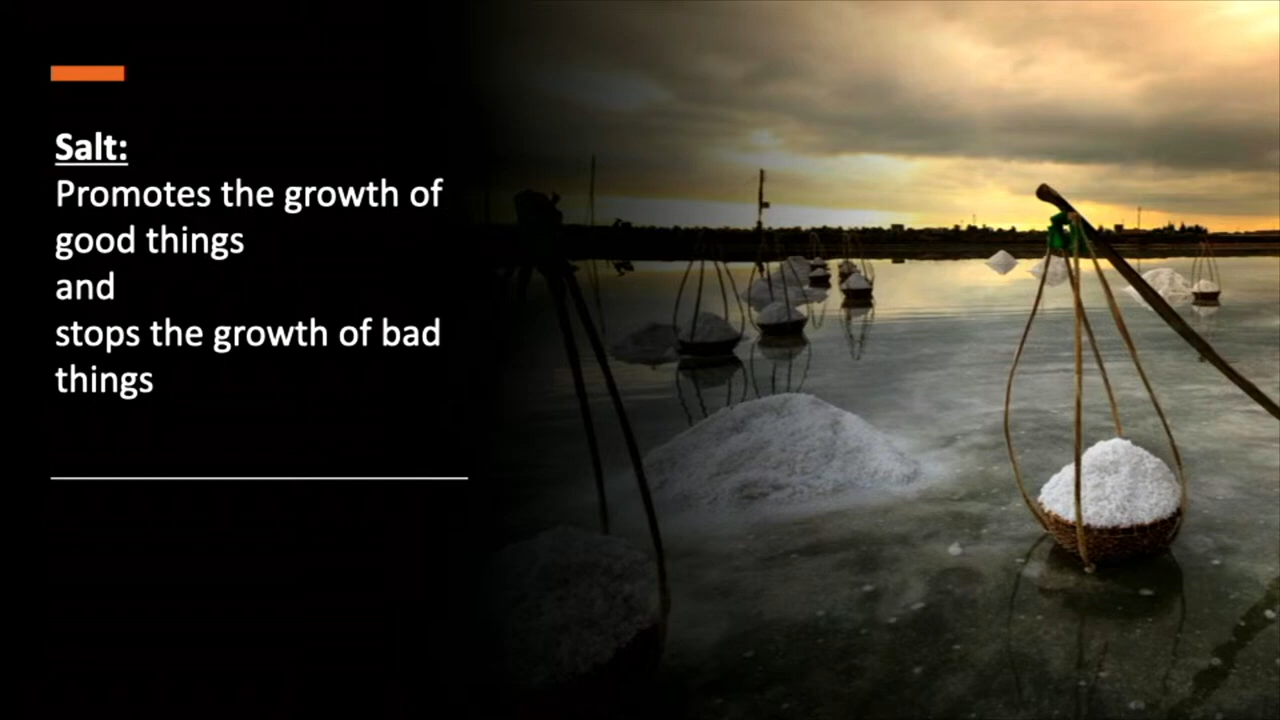 Salt:
Promotes the growth of
good things
and
stops the growth of bad
things